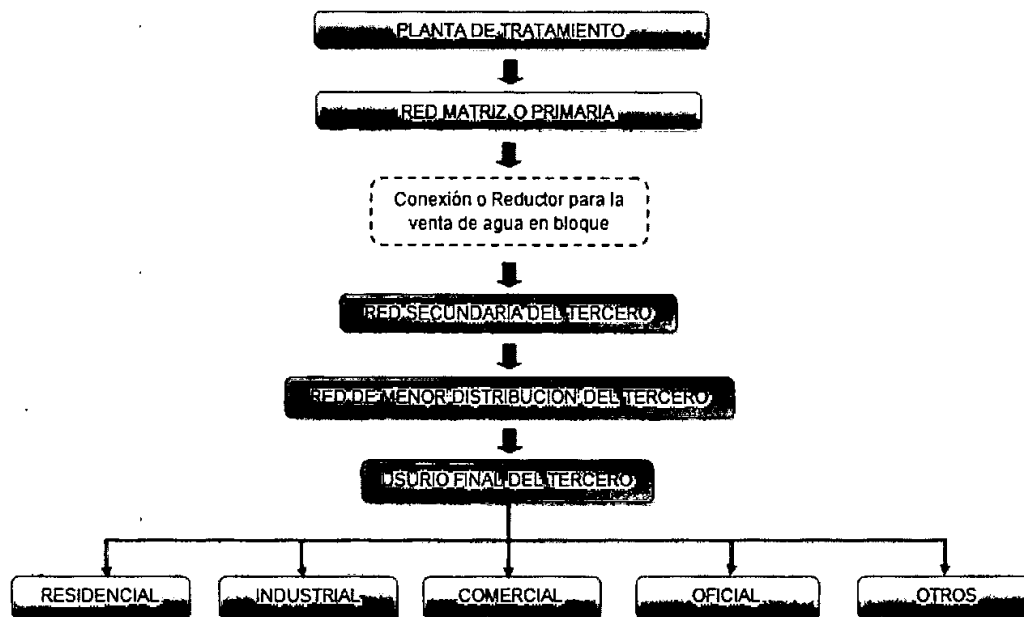 PLANTA DE TRATAMIENTO
RED MATRIZ O PRIMARIA
Conexión o Reductor para la
venta de agua en bloque
RED SECUNDARIA DEL TERCERO
RED DE MENOR DISTRIBUCION DEL TERCERO
USURIO FINAL DEL TERCERO
RESIDENCIAL
INDUSTRIAL
COMERCIAL
OFICIAL
OTROS